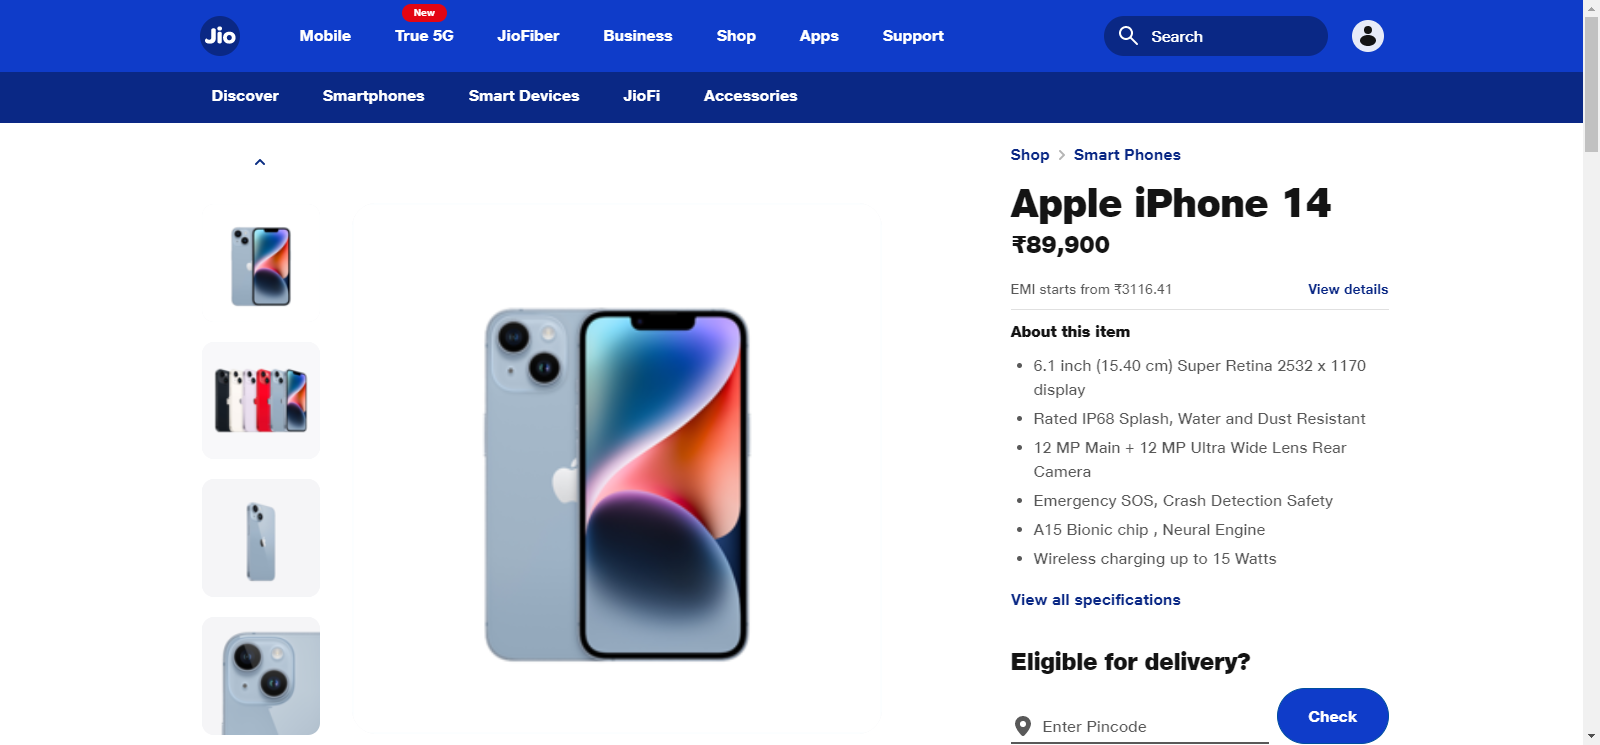 Jio
Mobile
New
True 5G
JioFiber
Business
Shop
Apps
Support
Search
Discover
Smartphones
Smart Devices
JioFi
Accessories
Shop > Smart Phones
Apple iPhone 14
₹89,900
EMI starts from ₹3116.41
View details
About this item
• 6.1 inch (15.40 cm) Super Retina 2532 x 1170
display
• Rated IP68 Splash, Water and Dust Resistant
• 12 MP Main + 12 MP Ultra Wide Lens Rear
Camera
• Emergency SOS, Crash Detection Safety
• A15 Bionic chip , Neural Engine
• Wireless charging up to 15 Watts
View all specifications
Eligible for delivery?
Enter Pincode
Check